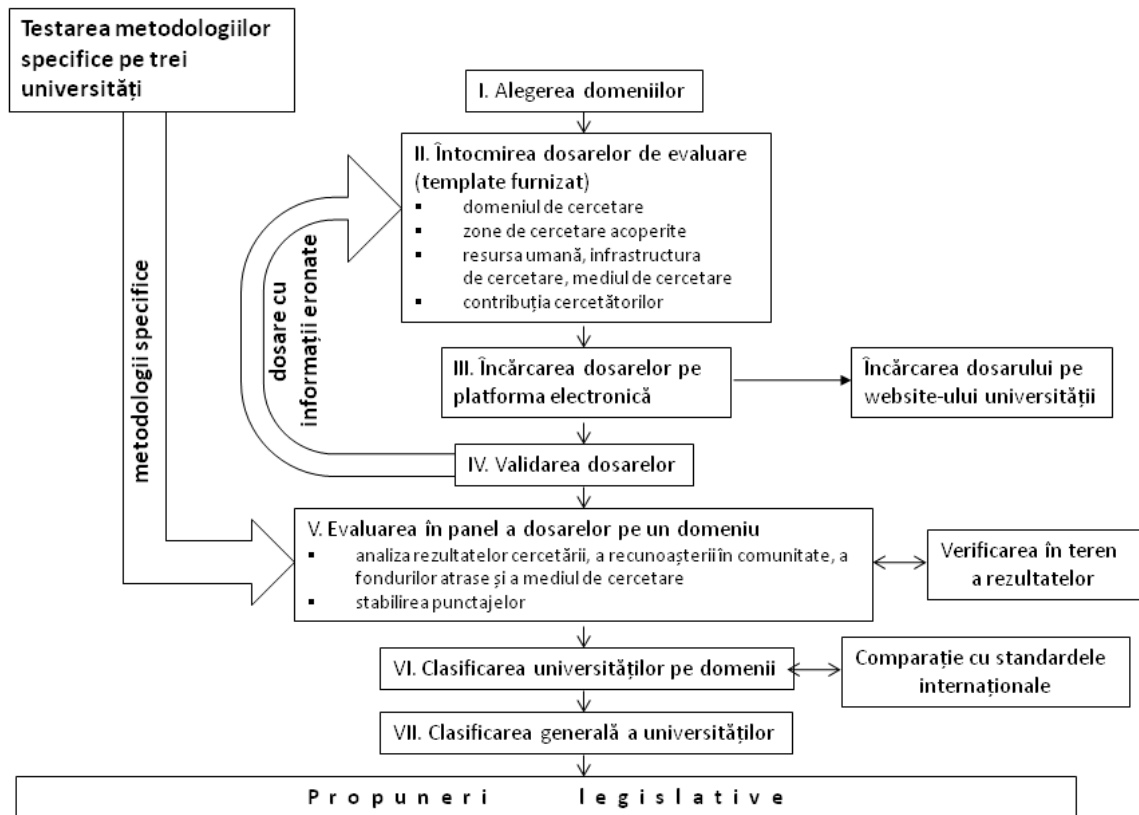 Testarea metodologiilor
specifice pe trei
universități
I. Alegerea domeniilor
II. Întocmirea dosarelor de evaluare
(template furnizat)
▪ domeniul de cercetare
▪ zone de cercetare acoperite
▪ resursa umană, infrastructura
de cercetare, mediul de cercetare
▪ contribuția cercetătorilor
dosare cu
informații eronate
metodologii specifice
III. Încărcarea dosarelor pe
platforma electronică
Încărcarea dosarului pe
website-ului universității
IV. Validarea dosarelor
V. Evaluarea în panel a dosarelor pe un domeniu
▪ analiza rezultatelor cercetării, a recunoașterii în comunitate, a
fondurilor atrase și a mediul de cercetare
▪ stabilirea punctajelor
Verificarea în teren
a rezultatelor
VI. Clasificarea universităților pe domenii
Comparație cu standardele
internaționale
VII. Clasificarea generală a universităților
Propuneri legislative